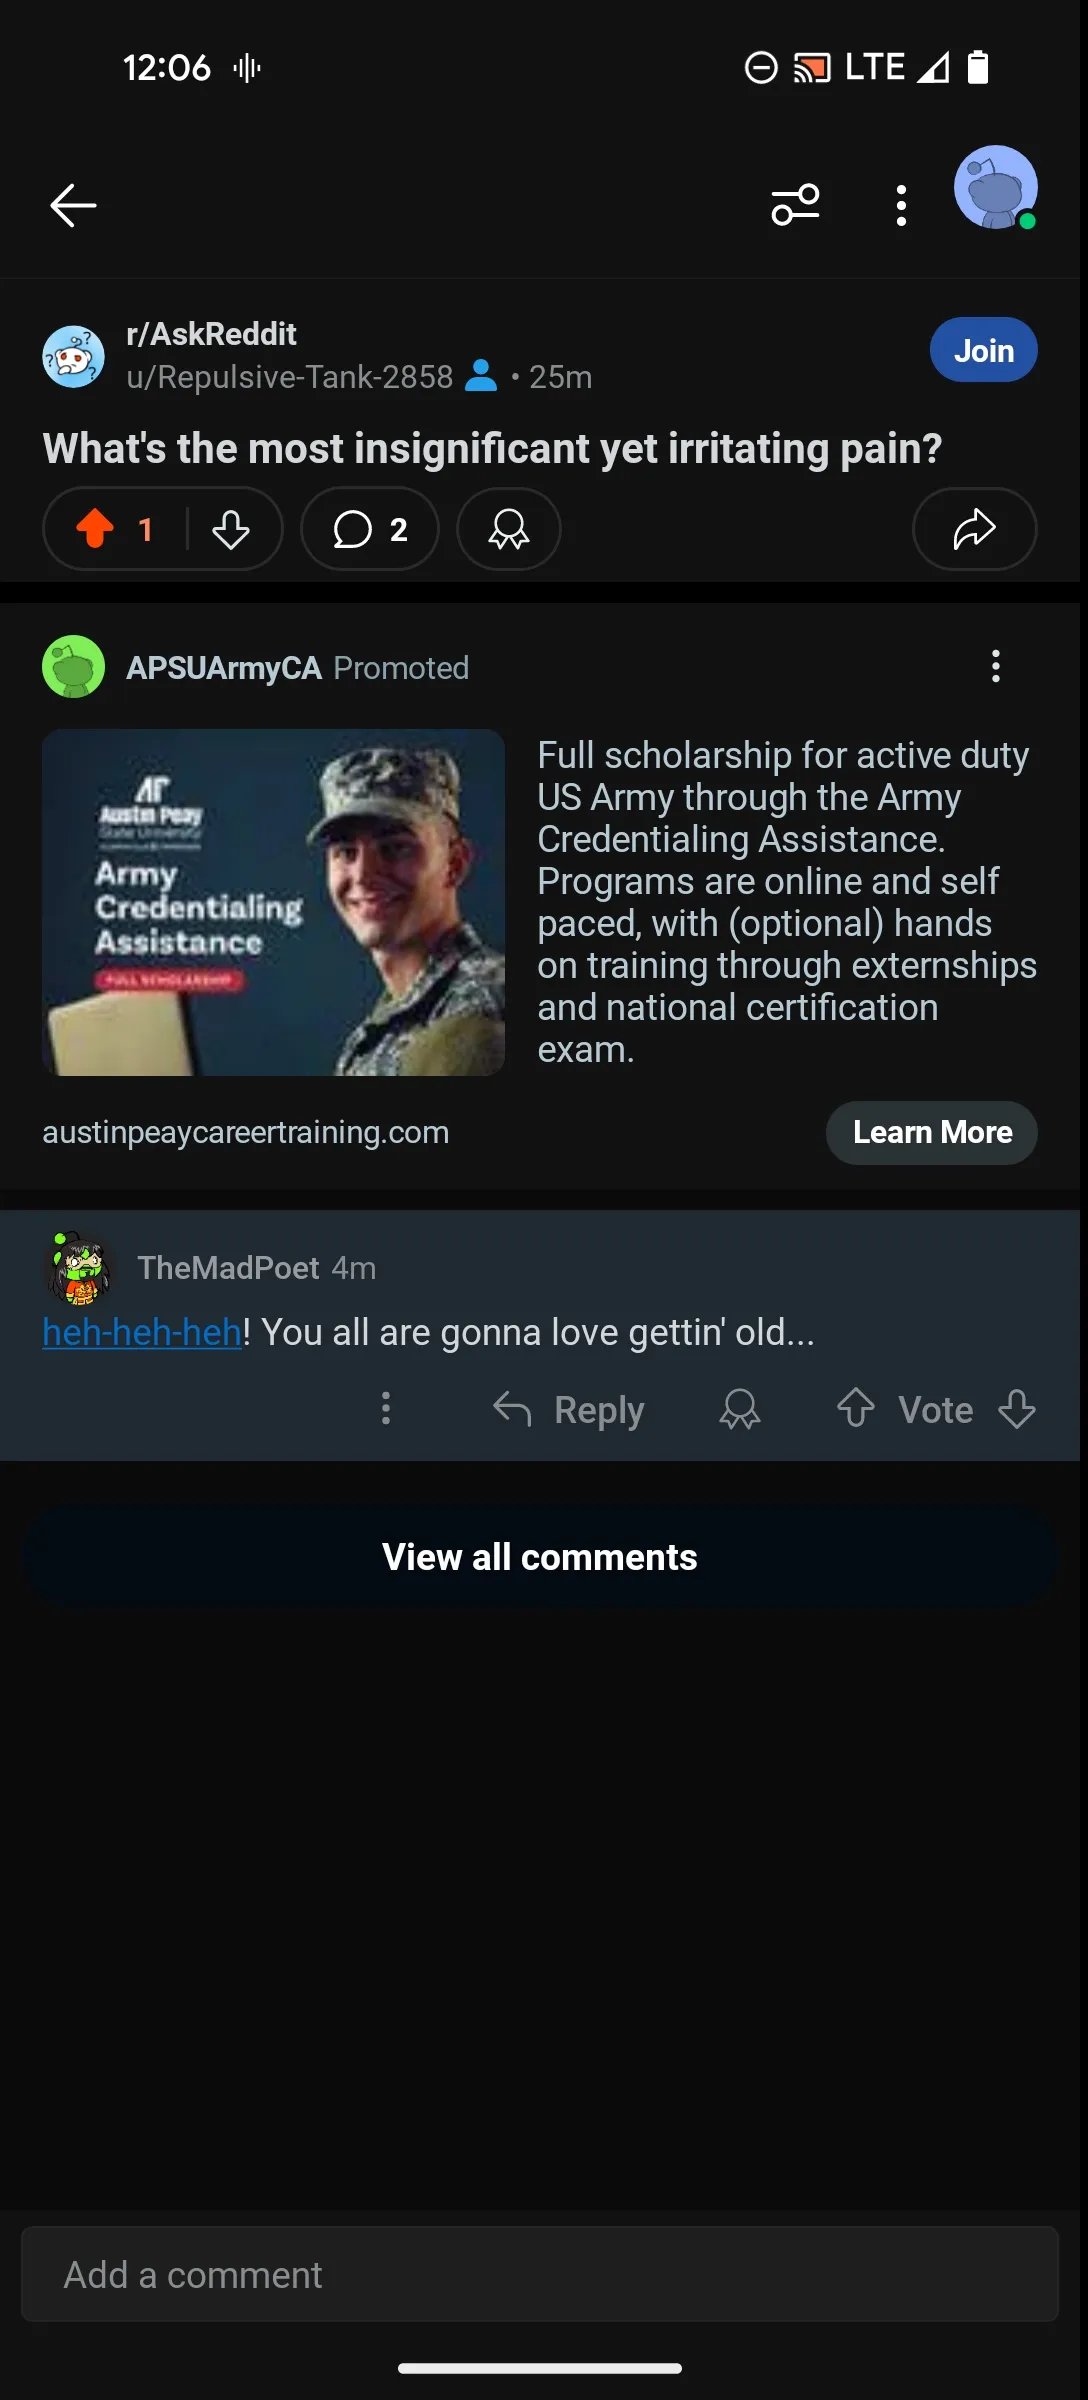 12:06
LTE
r/AskReddit
u/Repulsive-Tank-2858 • 25m
Join
What's the most insignificant yet irritating pain?
1
2
APSUArmyCA Promoted
AP
Austin Peay
State University
Army
Credentialing
Assistance
FULL SCHOLARSHIP
Full scholarship for active duty
US Army through the Army
Credentialing Assistance.
Programs are online and self
paced, with (optional) hands
on training through externships
and national certification
exam.
austinpeaycareertraining.com
Learn More
TheMadPoet 4m
heh-heh-heh! You all are gonna love gettin' old...
Reply
Vote
View all comments
Add a comment